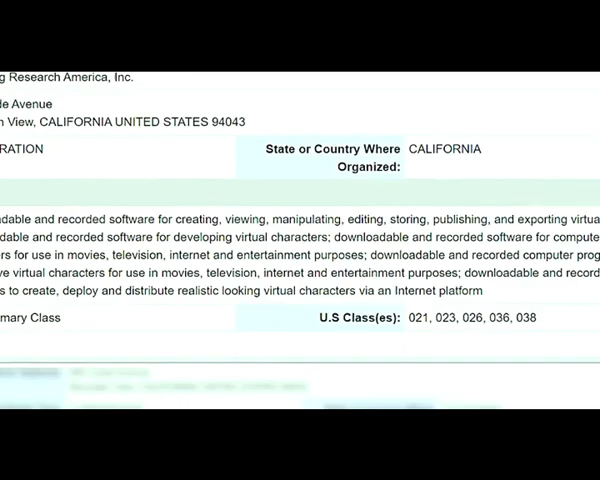 g Research America, Inc.
de Avenue
n View, CALIFORNIA UNITED STATES 94043
RATION State or Country Where Organized: CALIFORNIA
adable and recorded software for creating, viewing, manipulating, editing, storing, publishing, and exporting virtua
dable and recorded software for developing virtual characters; downloadable and recorded software for compute
rs for use in movies, television, internet and entertainment purposes; downloadable and recorded computer prog
ve virtual characters for use in movies, television, internet and entertainment purposes; downloadable and record
s to create, deploy and distribute realistic looking virtual characters via an Internet platform
mary Class U.S Class(es): 021, 023, 026, 036, 038